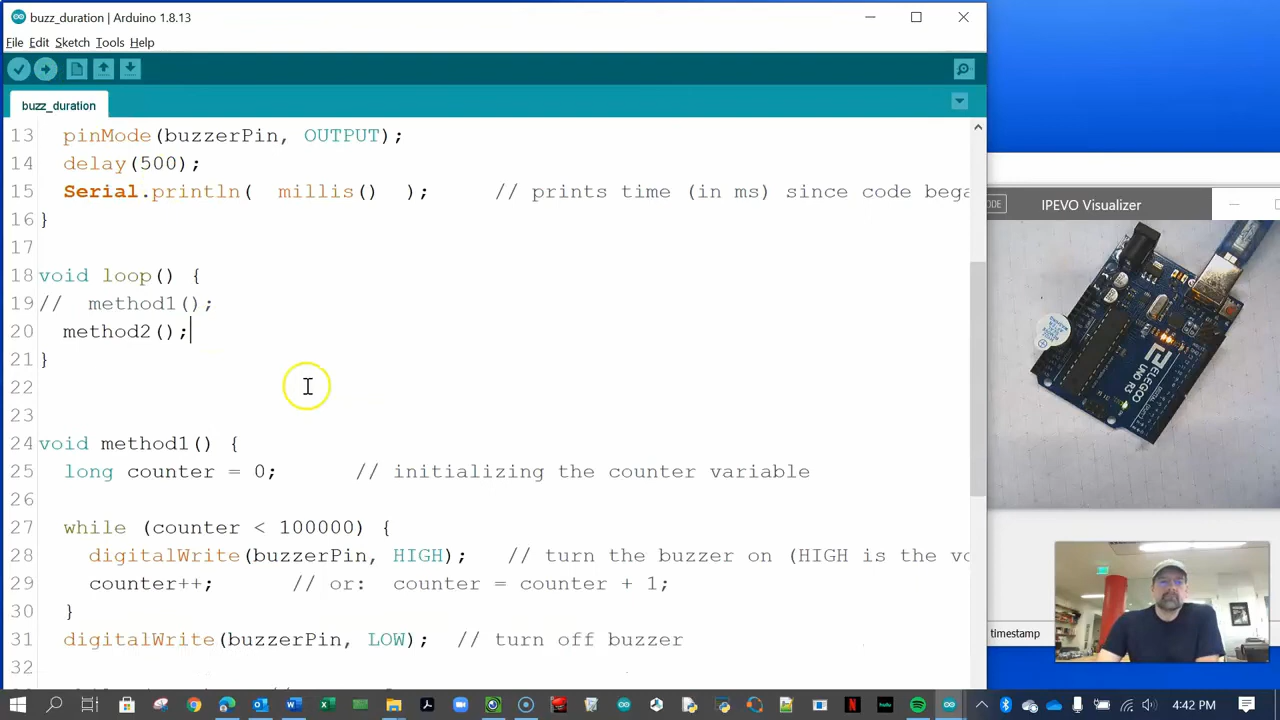 buzz_duration | Arduino 1.8.13
File Edit Sketch Tools Help
buzz_duration
13 pinMode(buzzerPin, OUTPUT);
14 delay(500);
15 Serial.println( millis() ); // prints time (in ms) since code bega
16 }
17
18 void loop() {
19 // method1();
20 method2();
21 }
22
23
24 void method1() {
25 long counter = 0; // initializing the counter variable
26
27 while (counter < 100000) {
28 digitalWrite(buzzerPin, HIGH); // turn the buzzer on (HIGH is the vo
29 counter++; // or: counter = counter + 1;
30 }
31 digitalWrite(buzzerPin, LOW); // turn off buzzer
32
ODE
IPEVO Visualizer
ELEGOO
UNO R3
timestamp
4:42 PM